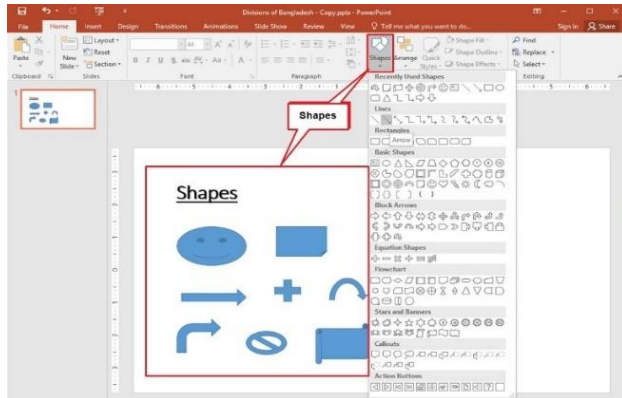 Divisions of Bangladesh - Copy.pptx - PowerPoint
File Home Insert Design Transitions Animations Slide Show Review View Tell me what you want to do... Sign in Share
Paste
New Slide
Layout
Reset
Section
Shapes
Arrange
Quick Styles
Shape Fill
Shape Outline
Shape Effects
Find
Replace
Select
Clipboard Slides Font Paragraph Editing
Recently Used Shapes
Lines
Rectangles
Arrow
Basic Shapes
Block Arrows
Equation Shapes
Flowchart
Stars and Banners
Callouts
Action Buttons
1
Shapes
Shapes